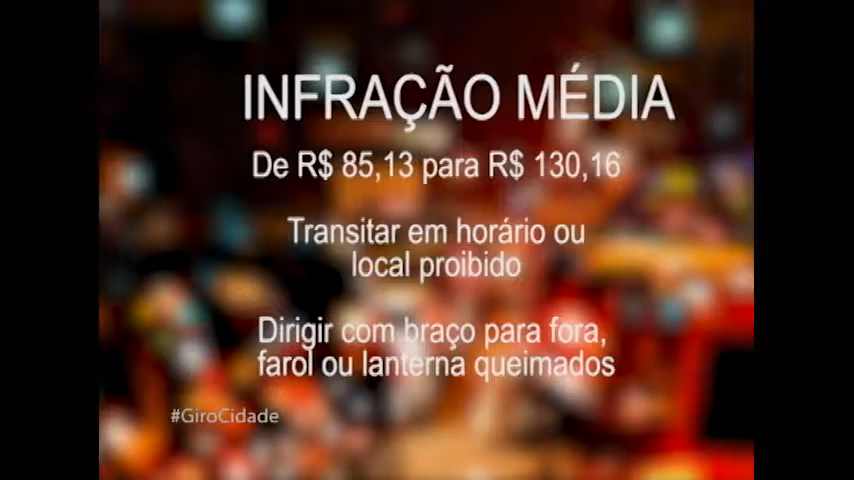 INFRAÇÃO MÉDIA
De R$ 85,13 para R$ 130,16
Transitar em horário ou
local proibido
Dirigir com braço para fora,
farol ou lanterna queimados
#GiroCidade